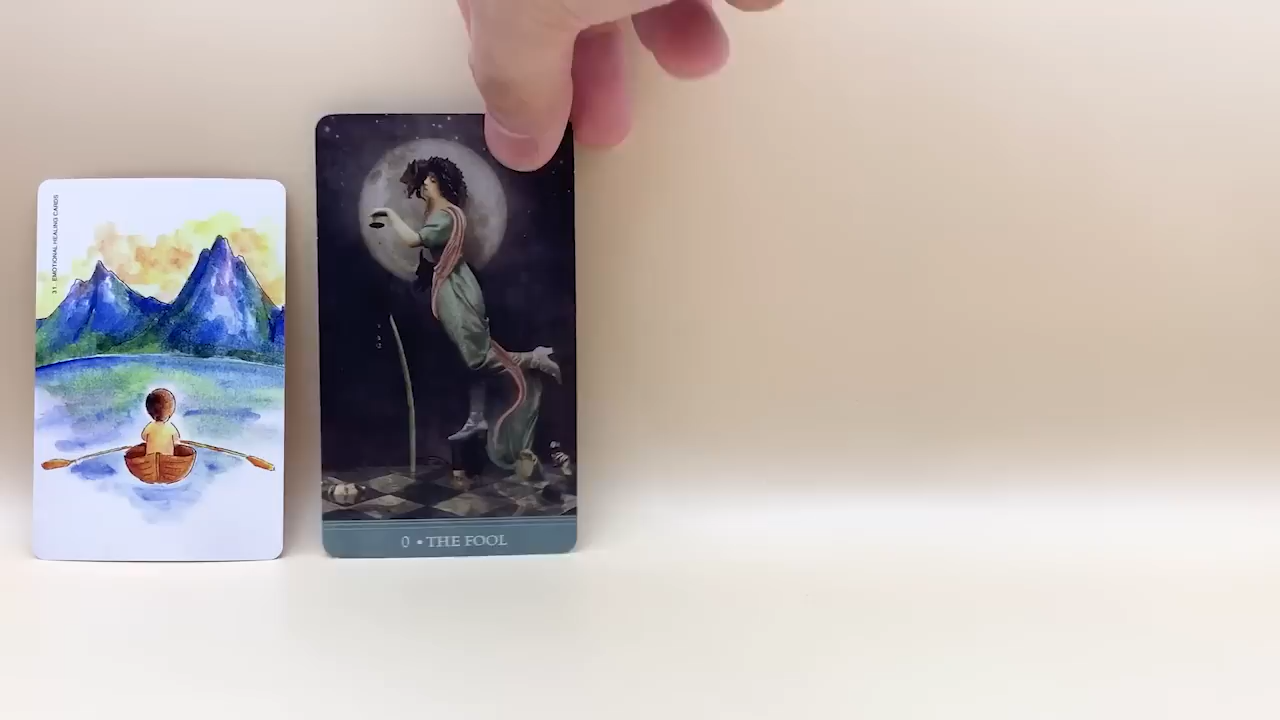 31. EMOTIONAL HEALING CARDS
0 • THE FOOL